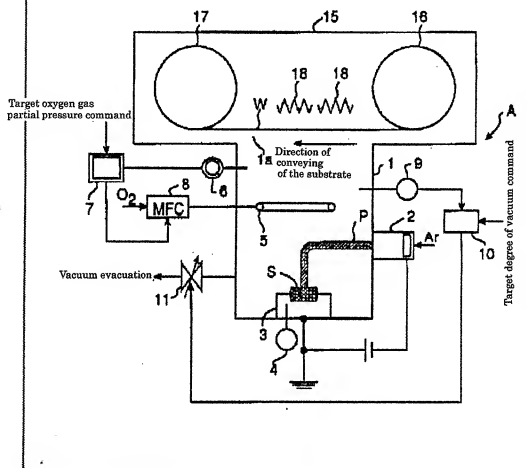 17
15
16
18
18
W
Target oxygen gas
partial pressure command
1a
Direction of
conveying
of the substrate
A
1
9
6
7
O2
8
MFC
5
P
2
Ar
10
Target degree of vacuum command
Vacuum evacuation
11
S
3
4